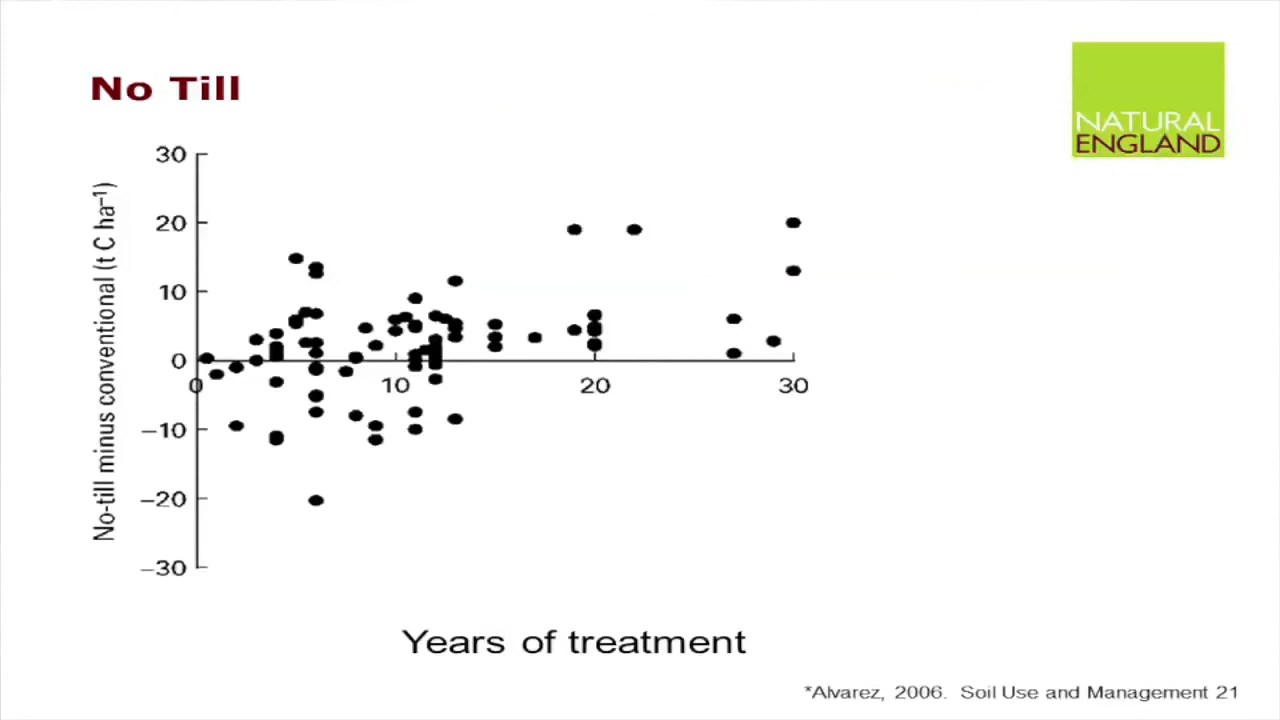 No Till
NATURAL
ENGLAND
No-till minus conventional (t C ha⁻¹)
30
20
10
0
−10
−20
−30
0
10
20
30
Years of treatment
*Alvarez, 2006. Soil Use and Management 21